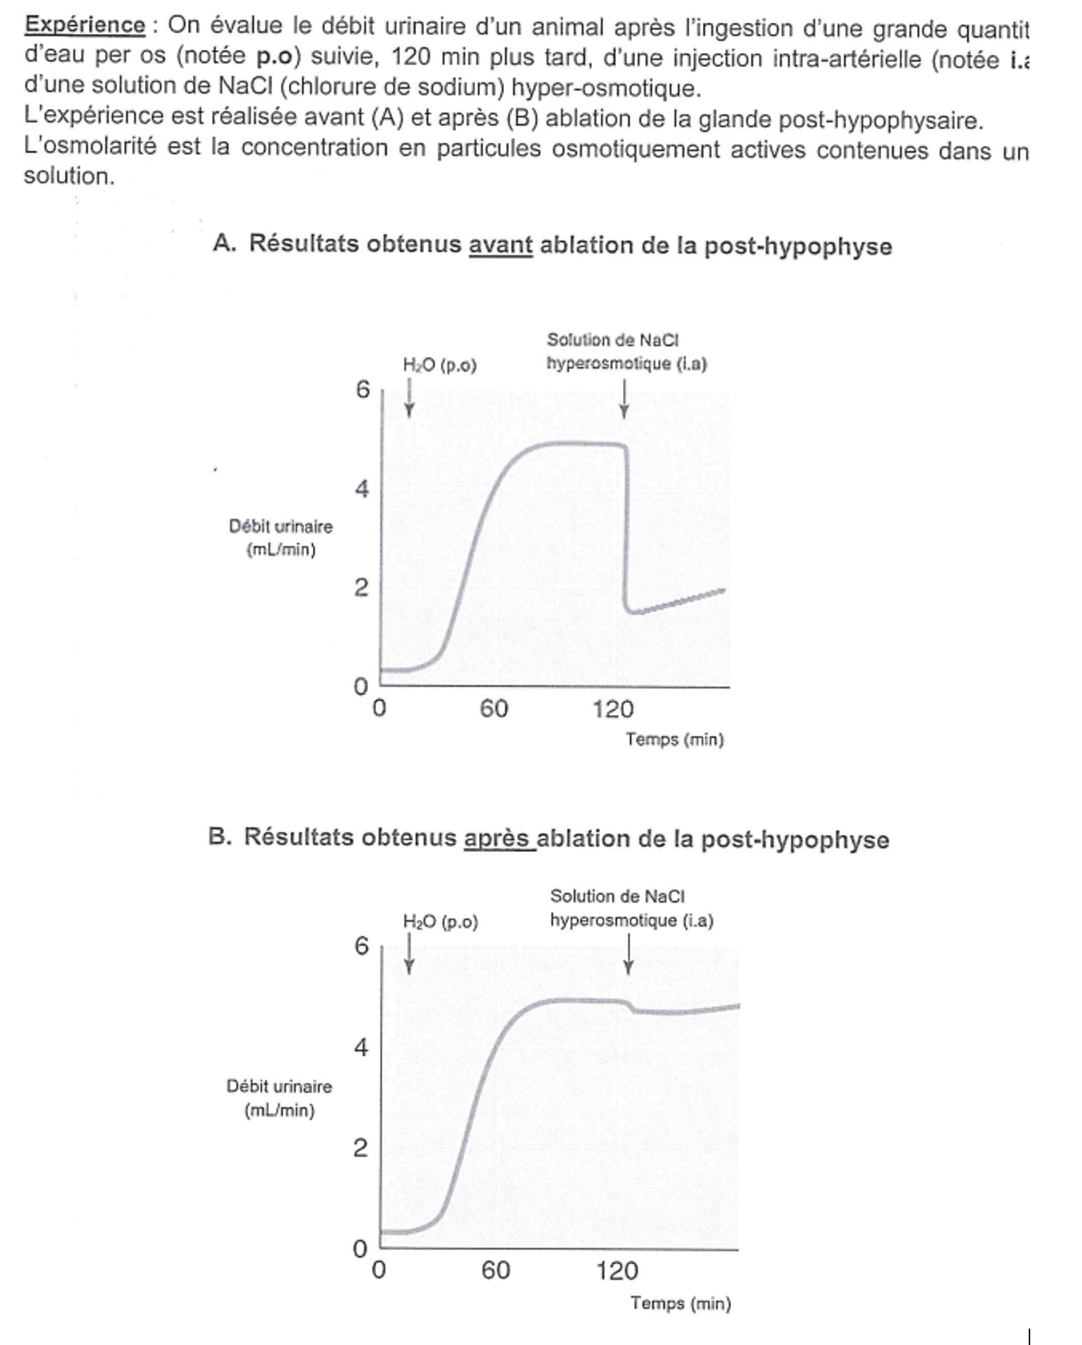 Expérience : On évalue le débit urinaire d'un animal après l'ingestion d'une grande quantit
d'eau per os (notée p.o) suivie, 120 min plus tard, d'une injection intra-artérielle (notée i.a
d'une solution de NaCl (chlorure de sodium) hyper-osmotique.
L'expérience est réalisée avant (A) et après (B) ablation de la glande post-hypophysaire.
L'osmolarité est la concentration en particules osmotiquement actives contenues dans un
solution.
A. Résultats obtenus avant ablation de la post-hypophyse
Solution de NaCl
H₂O (p.o) hyperosmotique (i.a)
6
4
Débit urinaire
(mL/min)
2
0
0 60 120
Temps (min)
B. Résultats obtenus après ablation de la post-hypophyse
Solution de NaCl
H₂O (p.o) hyperosmotique (i.a)
6
4
Débit urinaire
(mL/min)
2
0
0 60 120
Temps (min)